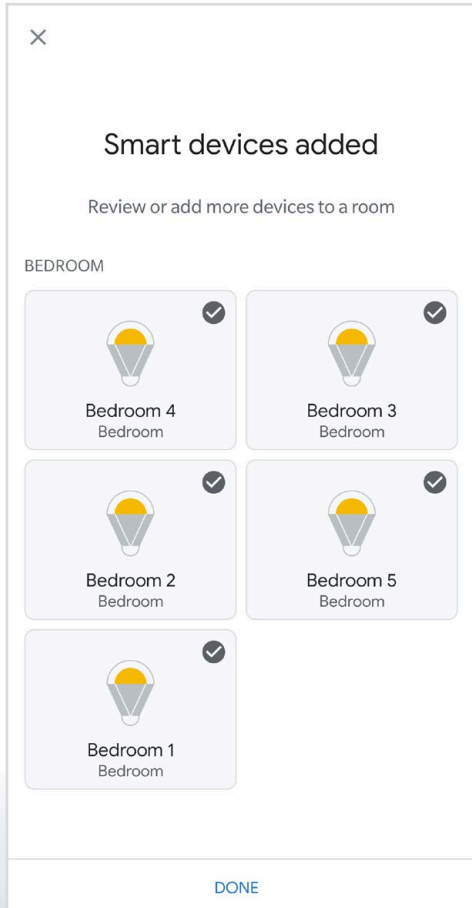 Smart devices added
Review or add more devices to a room
BEDROOM
Bedroom 4
Bedroom
Bedroom 3
Bedroom
Bedroom 2
Bedroom
Bedroom 5
Bedroom
Bedroom 1
Bedroom
DONE